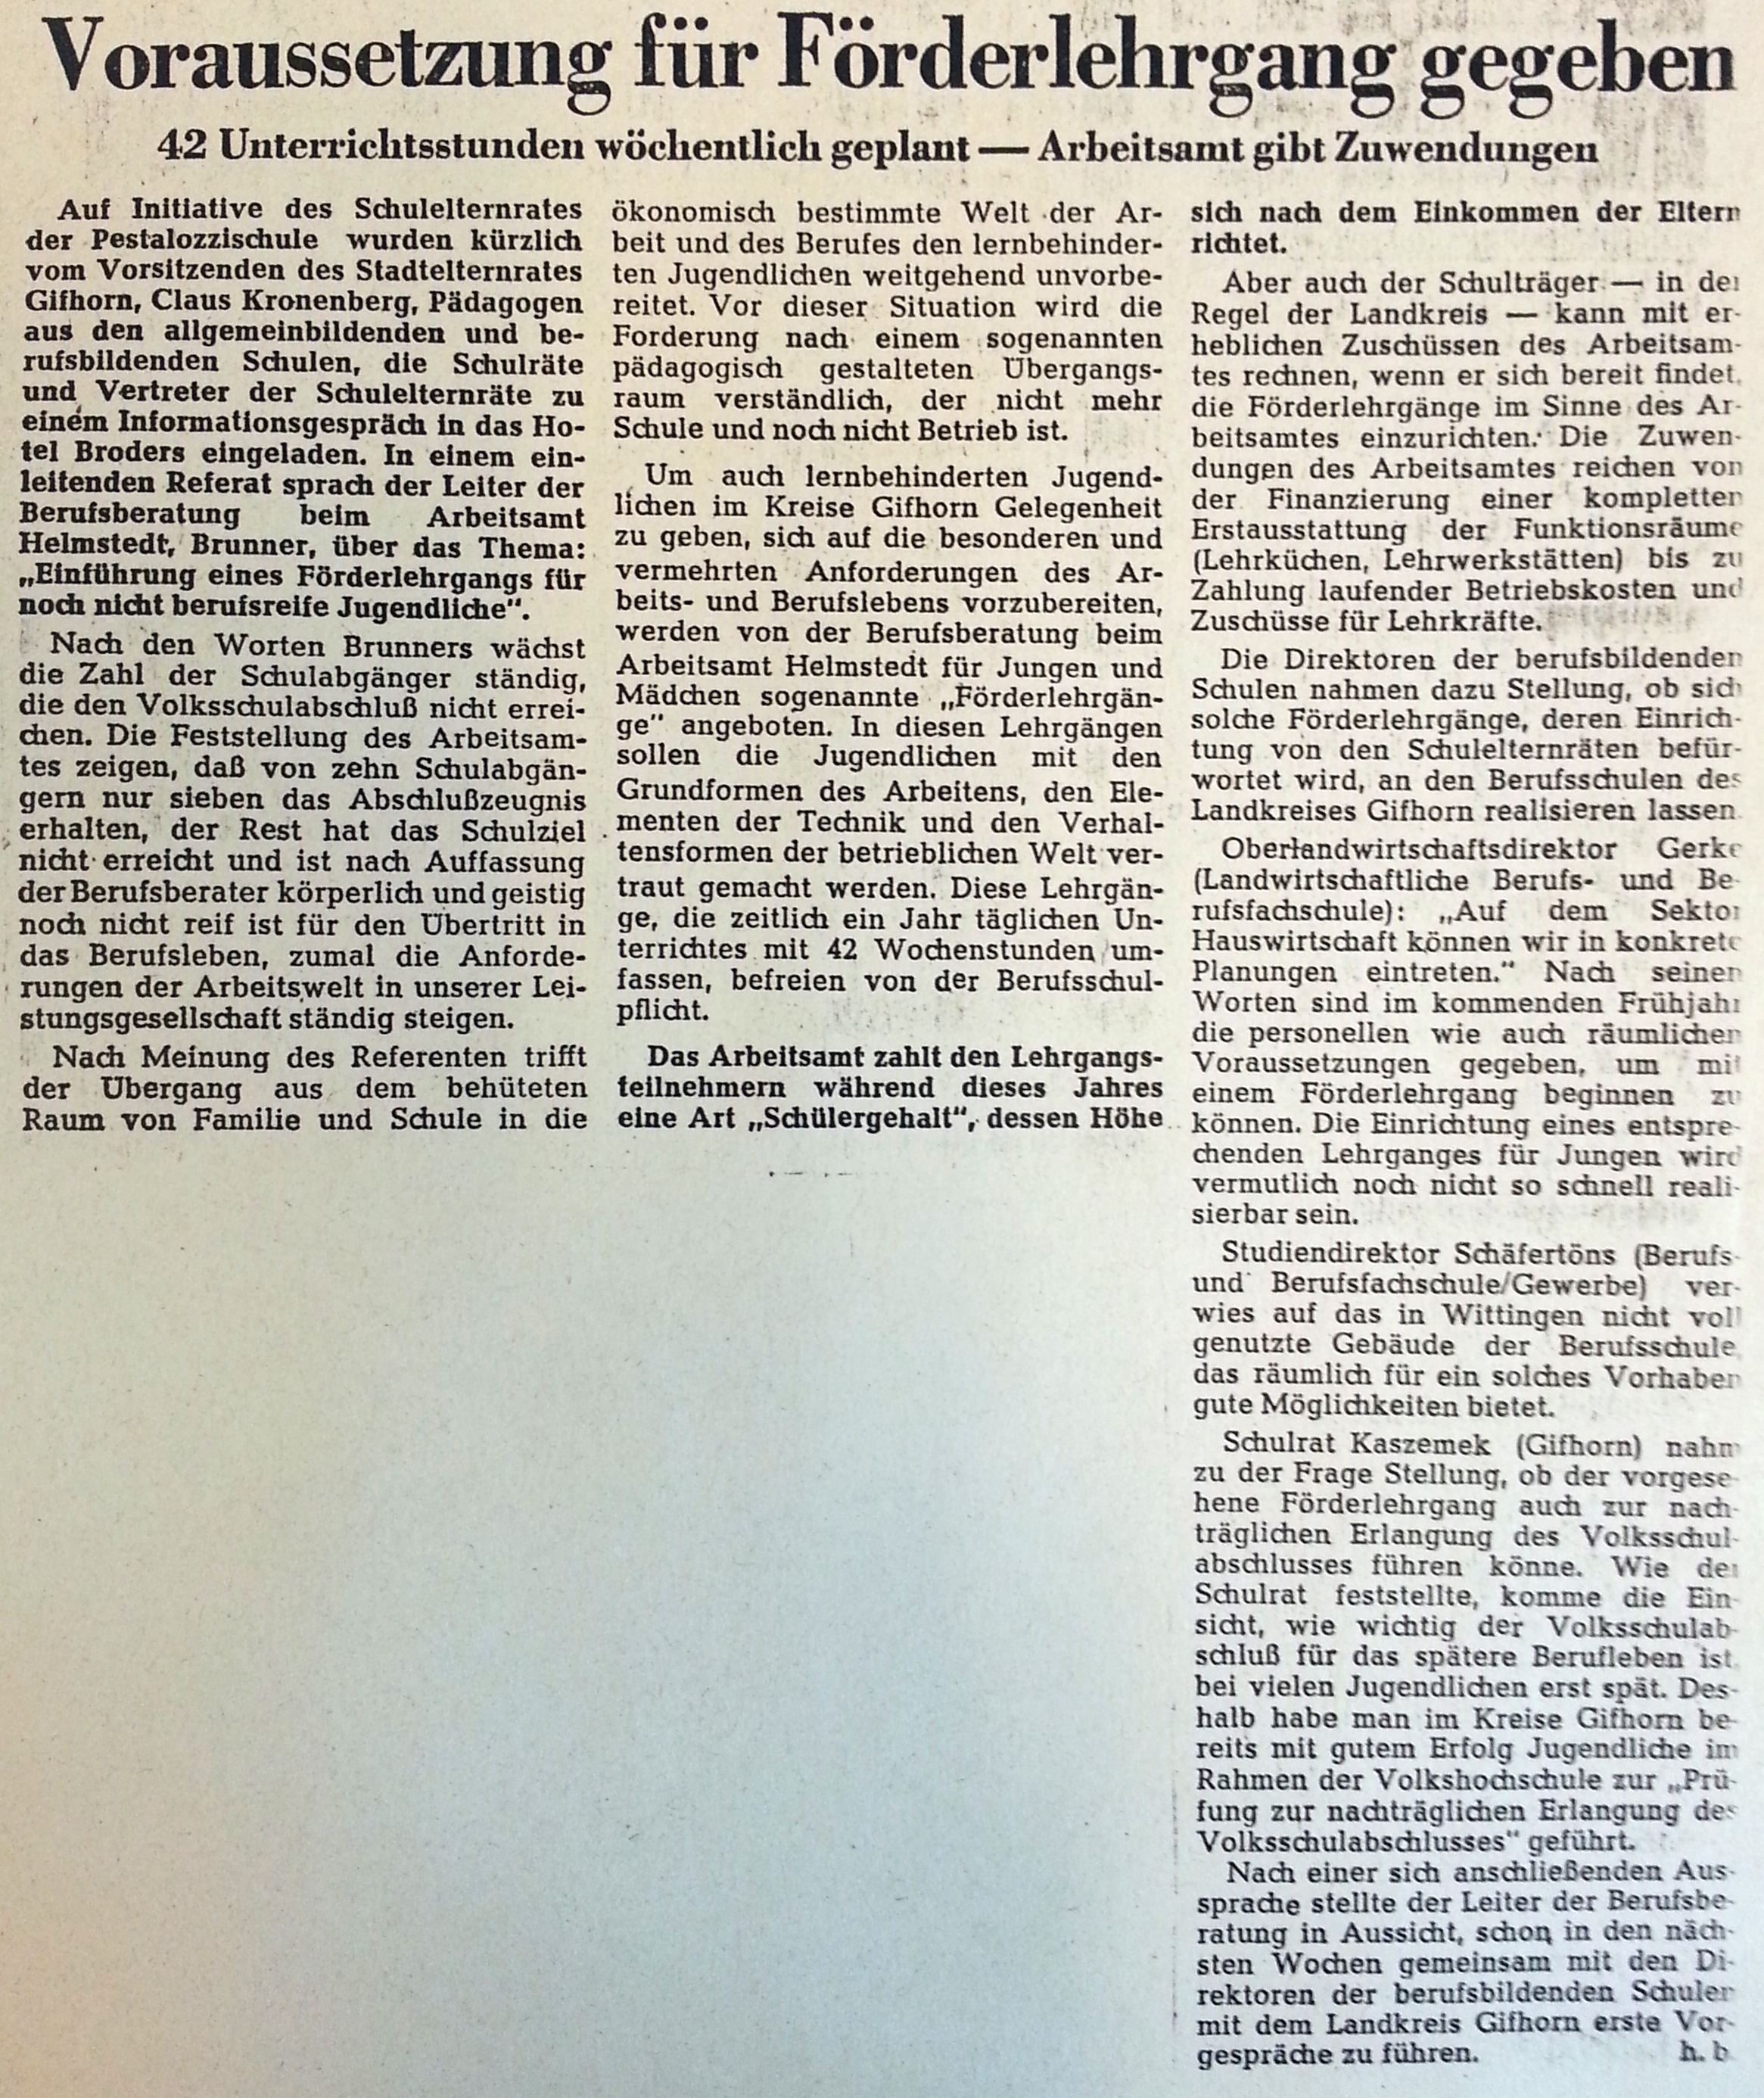 Voraussetzung für Förderlehrgang gegeben
42 Unterrichtsstunden wöchentlich geplant — Arbeitsamt gibt Zuwendungen
Auf Initiative des Schulelternrates
der Pestalozzischule wurden kürzlich
vom Vorsitzenden des Stadtelternrates
Gifhorn, Claus Kronenberg, Pädagogen
aus den allgemeinbildenden und be-
rufsbildenden Schulen, die Schulräte
und Vertreter der Schulelternräte zu
einem Informationsgespräch in das Ho-
tel Broders eingeladen. In einem ein-
leitenden Referat sprach der Leiter der
Berufsberatung beim Arbeitsamt
Helmstedt, Brunner, über das Thema:
„Einführung eines Förderlehrgangs für
noch nicht berufsreife Jugendliche".
Nach den Worten Brunners wächst
die Zahl der Schulabgänger ständig,
die den Volksschulabschluß nicht errei-
chen. Die Feststellung des Arbeitsam-
tes zeigen, daß von zehn Schulabgän-
gern nur sieben das Abschlußzeugnis
erhalten, der Rest hat das Schulziel
nicht erreicht und ist nach Auffassung
der Berufsberater körperlich und geistig
noch nicht reif ist für den Übertritt in
das Berufsleben, zumal die Anforde-
rungen der Arbeitswelt in unserer Lei-
stungsgesellschaft ständig steigen.
Nach Meinung des Referenten trifft
der Übergang aus dem behüteten
Raum von Familie und Schule in die
ökonomisch bestimmte Welt der Ar-
beit und des Berufes den lernbehinder-
ten Jugendlichen weitgehend unvorbe-
reitet. Vor dieser Situation wird die
Forderung nach einem sogenannten
pädagogisch gestalteten Übergangs-
raum verständlich, der nicht mehr
Schule und noch nicht Betrieb ist.
Um auch lernbehinderten Jugend-
lichen im Kreise Gifhorn Gelegenheit
zu geben, sich auf die besonderen und
vermehrten Anforderungen des Ar-
beits- und Berufslebens vorzubereiten,
werden von der Berufsberatung beim
Arbeitsamt Helmstedt für Jungen und
Mädchen sogenannte „Förderlehrgän-
ge" angeboten. In diesen Lehrgängen
sollen die Jugendlichen mit den
Grundformen des Arbeitens, den Ele-
menten der Technik und den Verhal-
tensformen der betrieblichen Welt ver-
traut gemacht werden. Diese Lehrgän-
ge, die zeitlich ein Jahr täglichen Un-
terrichtes mit 42 Wochenstunden um-
fassen, befreien von der Berufsschul-
pflicht.
Das Arbeitsamt zahlt den Lehrgangs-
teilnehmern während dieses Jahres
eine Art „Schülergehalt", dessen Höhe
sich nach dem Einkommen der Eltern
richtet.
Aber auch der Schulträger — in der
Regel der Landkreis — kann mit er-
heblichen Zuschüssen des Arbeitsam-
tes rechnen, wenn er sich bereit findet,
die Förderlehrgänge im Sinne des Ar-
beitsamtes einzurichten. Die Zuwen-
dungen des Arbeitsamtes reichen von
der Finanzierung einer kompletten
Erstausstattung der Funktionsräume
(Lehrküchen, Lehrwerkstätten) bis zu
Zahlung laufender Betriebskosten und
Zuschüsse für Lehrkräfte.
Die Direktoren der berufsbildenden
Schulen nahmen dazu Stellung, ob sich
solche Förderlehrgänge, deren Einrich-
tung von den Schulelternräten befür-
wortet wird, an den Berufsschulen des
Landkreises Gifhorn realisieren lassen.
Oberlandwirtschaftsdirektor Gerke
(Landwirtschaftliche Berufs- und Be-
rufsfachschule): „Auf dem Sektor
Hauswirtschaft können wir in konkrete
Planungen eintreten." Nach seinen
Worten sind im kommenden Frühjahr
die personellen wie auch räumlichen
Voraussetzungen gegeben, um mit
einem Förderlehrgang beginnen zu
können. Die Einrichtung eines entspre-
chenden Lehrganges für Jungen wird
vermutlich noch nicht so schnell reali-
sierbar sein.
Studiendirektor Schäfertöns (Berufs-
und Berufsfachschule/Gewerbe) ver-
wies auf das in Wittingen nicht voll
genutzte Gebäude der Berufsschule,
das räumlich für ein solches Vorhaben
gute Möglichkeiten bietet.
Schulrat Kaszemek (Gifhorn) nahm
zu der Frage Stellung, ob der vorgese-
hene Förderlehrgang auch zur nach-
träglichen Erlangung des Volksschul-
abschlusses führen könne. Wie der
Schulrat feststellte, komme die Ein-
sicht, wie wichtig der Volksschulab-
schluß für das spätere Berufleben ist,
bei vielen Jugendlichen erst spät. Des-
halb habe man im Kreise Gifhorn be-
reits mit gutem Erfolg Jugendliche im
Rahmen der Volkshochschule zur „Prü-
fung zur nachträglichen Erlangung des
Volksschulabschlusses" geführt.
Nach einer sich anschließenden Aus-
sprache stellte der Leiter der Berufsbe-
ratung in Aussicht, schon in den näch-
sten Wochen gemeinsam mit den Di-
rektoren der berufsbildenden Schulen
mit dem Landkreis Gifhorn erste Vor-
gespräche zu führen. h. b